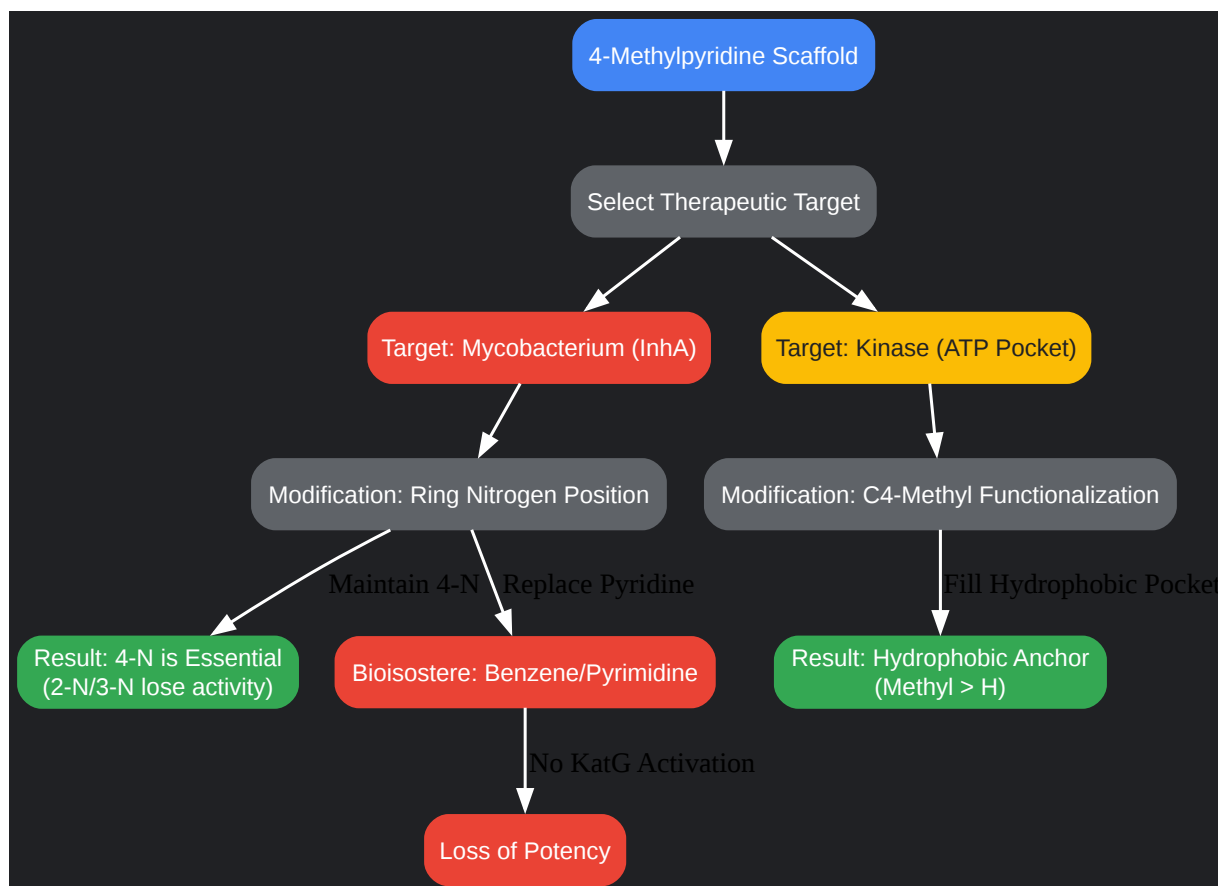 4-Methylpyridine Scaffold
Select Therapeutic Target
Target: Mycobacterium (InhA)
Target: Kinase (ATP Pocket)
Modification: Ring Nitrogen Position
Modification: C4-Methyl Functionalization
Maintain 4-N
Replace Pyridine
Fill Hydrophobic Pocket
Result: 4-N is Essential
(2-N/3-N lose activity)
Bioisostere: Benzene/Pyrimidine
Result: Hydrophobic Anchor
(Methyl > H)
No KatG Activation
Loss of Potency